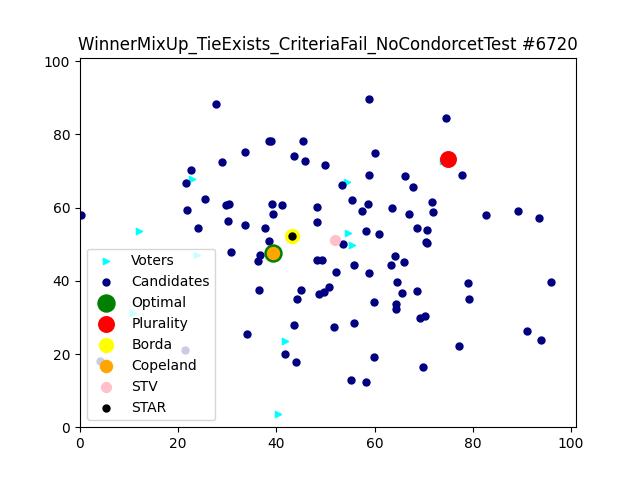 WinnerMixUp_TieExists_CriteriaFail_NoCondorcetTest #6720
100
80
60
40
20
0
Voters
Candidates
Optimal
Plurality
Borda
Copeland
STV
STAR
0 20 40 60 80 100